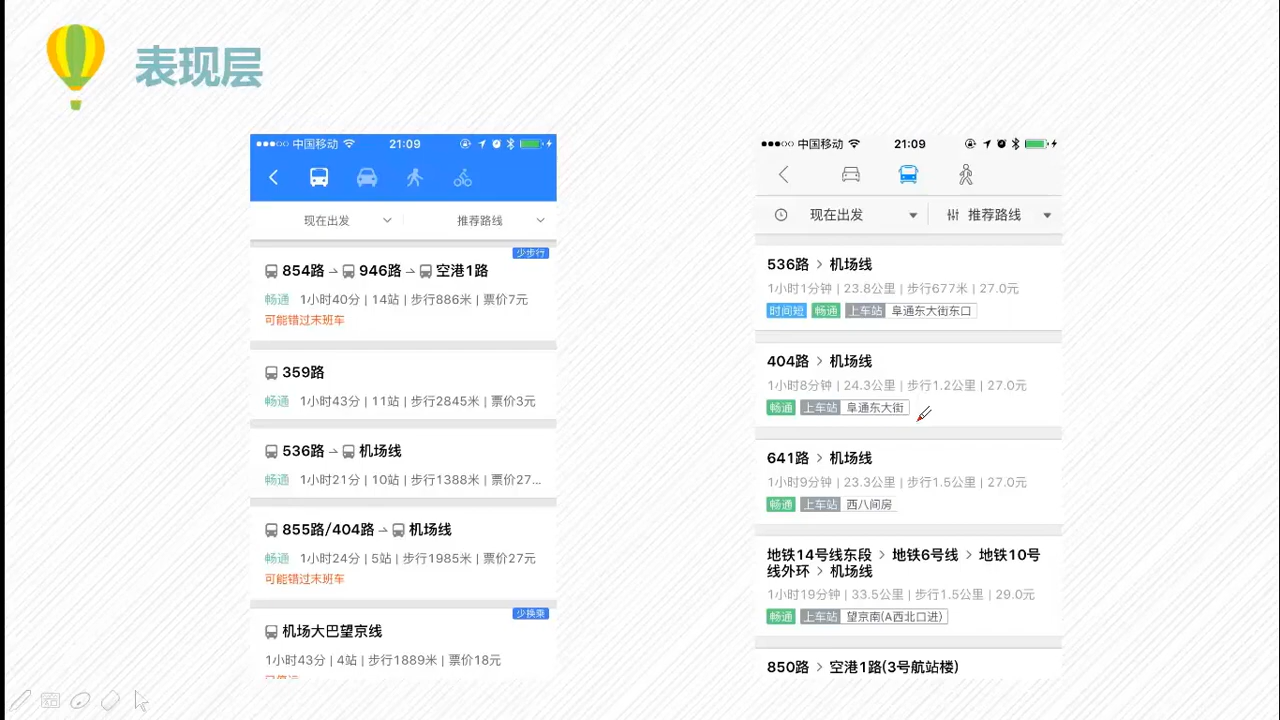 表现层
中国移动 21:09
现在出发 推荐路线
少步行
854路 → 946路 → 空港1路
畅通 1小时40分 | 14站 | 步行886米 | 票价7元
可能错过末班车
359路
畅通 1小时43分 | 11站 | 步行2845米 | 票价3元
536路 → 机场线
畅通 1小时21分 | 10站 | 步行1388米 | 票价27...
855路/404路 → 机场线
畅通 1小时24分 | 5站 | 步行1985米 | 票价27元
可能错过末班车
少换乘
机场大巴望京线
1小时43分 | 4站 | 步行1889米 | 票价18元
中国移动 21:09
现在出发 推荐路线
536路 > 机场线
1小时1分钟 | 23.8公里 | 步行677米 | 27.0元
时间短 畅通 上车站 阜通东大街东口
404路 > 机场线
1小时8分钟 | 24.3公里 | 步行1.2公里 | 27.0元
畅通 上车站 阜通东大街
641路 > 机场线
1小时9分钟 | 23.3公里 | 步行1.5公里 | 27.0元
畅通 上车站 西八间房
地铁14号线东段 > 地铁6号线 > 地铁10号
线外环 > 机场线
1小时19分钟 | 33.5公里 | 步行1.5公里 | 29.0元
畅通 上车站 望京南(A西北口进)
850路 > 空港1路(3号航站楼)